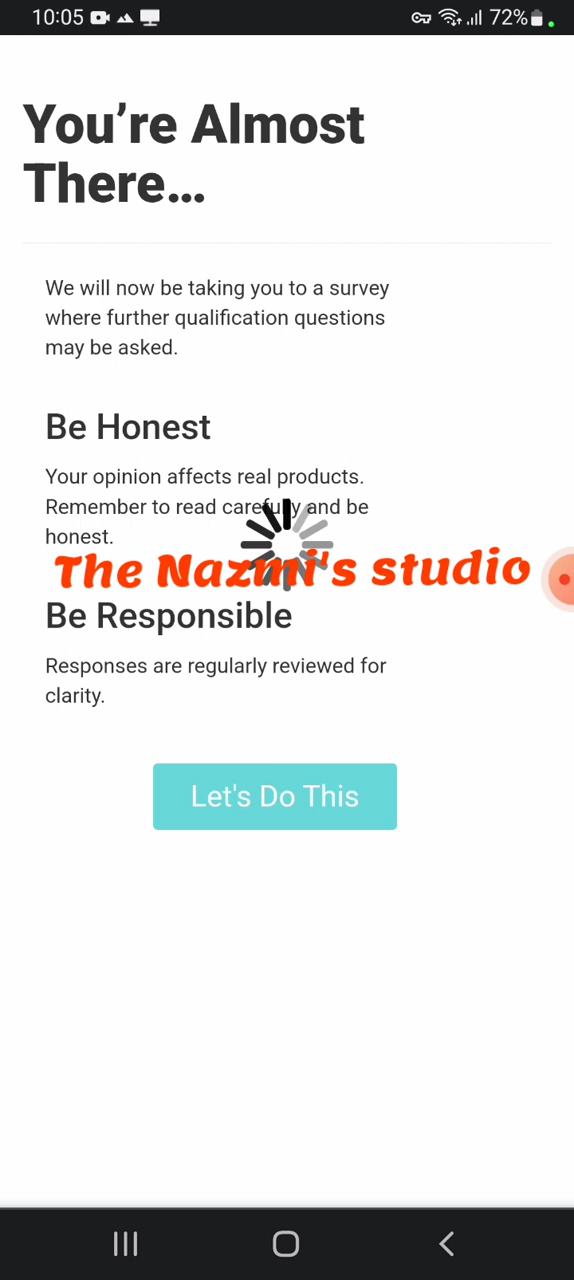 10:05
72%
You’re Almost
There…
We will now be taking you to a survey
where further qualification questions
may be asked.
Be Honest
Your opinion affects real products.
Remember to read carefully and be
honest.
The Nazmi's studio
Be Responsible
Responses are regularly reviewed for
clarity.
Let's Do This